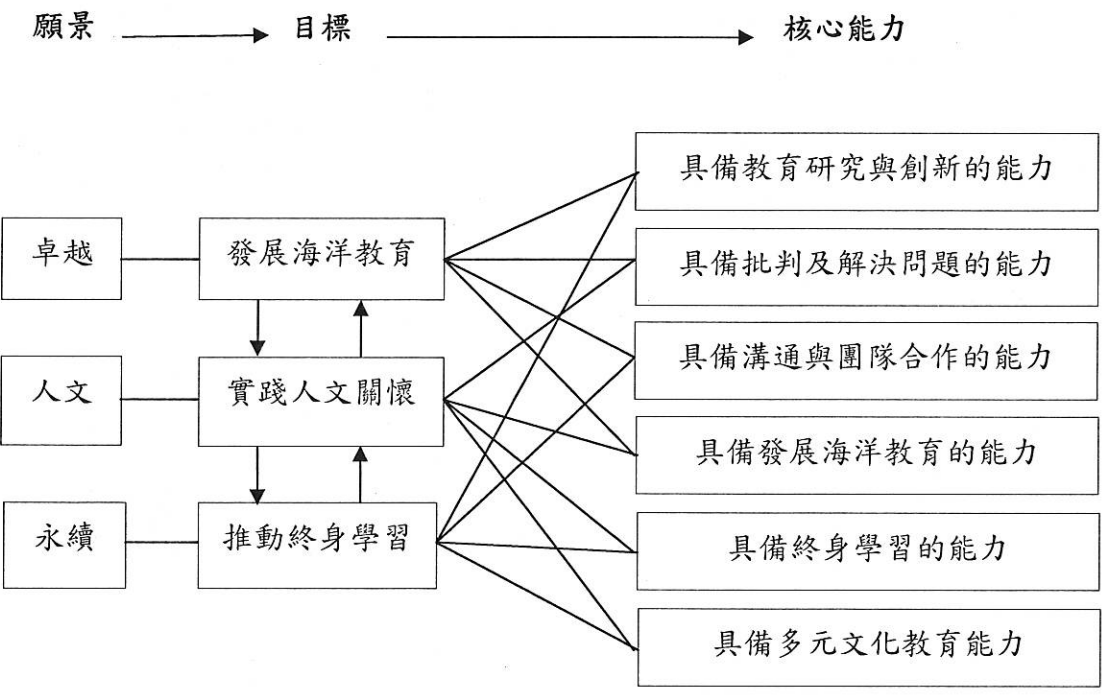 願景
目標
核心能力
卓越
發展海洋教育
人文
實踐人文關懷
永續
推動終身學習
具備教育研究與創新的能力
具備批判及解決問題的能力
具備溝通與團隊合作的能力
具備發展海洋教育的能力
具備終身學習的能力
具備多元文化教育能力